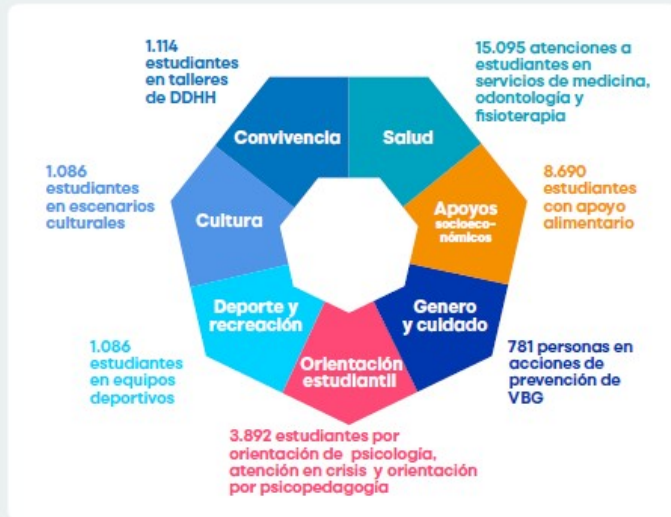 1.114
estudiantes
en talleres
de DDHH
15.095 atenciones a
estudiantes en
servicios de medicina,
odontología y
fisioterapia
Convivencia
Salud
1.086
estudiantes
en escenarios
culturales
Cultura
Apoyos
socioeco-
nómicos
8.690
estudiantes
con apoyo
alimentario
Deporte y
recreación
Genero
y cuidado
1.086
estudiantes
en equipos
deportivos
Orientación
estudiantil
781 personas en
acciones de
prevención de
VBG
3.892 estudiantes por
orientación de psicología,
atención en crisis y orientación
por psicopedagogía